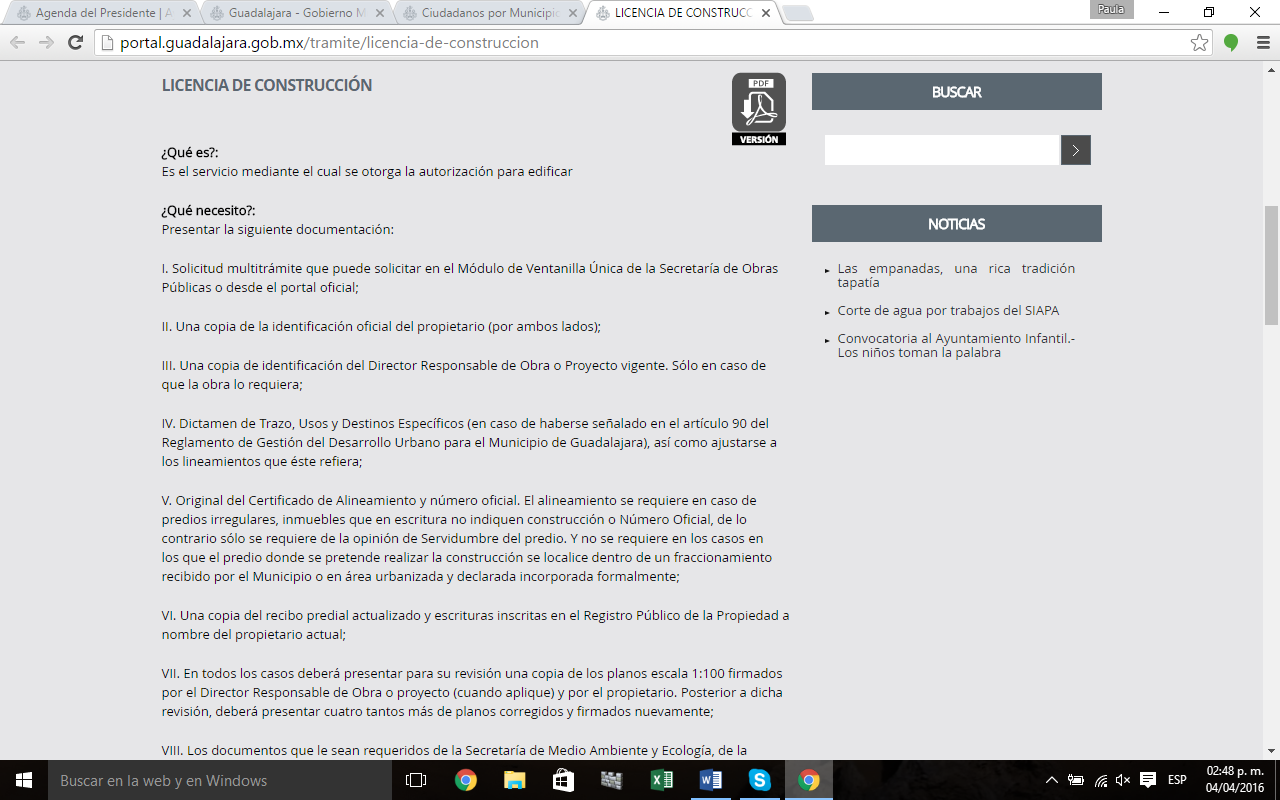 Agenda del Presidente | A
Guadalajara - Gobierno M
Ciudadanos por Municipio
LICENCIA DE CONSTRUCC
Paula
portal.guadalajara.gob.mx/tramite/licencia-de-construccion
LICENCIA DE CONSTRUCCIÓN
PDF
VERSIÓN
¿Qué es?:
Es el servicio mediante el cual se otorga la autorización para edificar
¿Qué necesito?:
Presentar la siguiente documentación:
I. Solicitud multitrámite que puede solicitar en el Módulo de Ventanilla Única de la Secretaría de Obras
Públicas o desde el portal oficial;
II. Una copia de la identificación oficial del propietario (por ambos lados);
III. Una copia de identificación del Director Responsable de Obra o Proyecto vigente. Sólo en caso de
que la obra lo requiera;
IV. Dictamen de Trazo, Usos y Destinos Específicos (en caso de haberse señalado en el artículo 90 del
Reglamento de Gestión del Desarrollo Urbano para el Municipio de Guadalajara), así como ajustarse a
los lineamientos que éste refiera;
V. Original del Certificado de Alineamiento y número oficial. El alineamiento se requiere en caso de
predios irregulares, inmuebles que en escritura no indiquen construcción o Número Oficial, de lo
contrario sólo se requiere de la opinión de Servidumbre del predio. Y no se requiere en los casos en
los que el predio donde se pretende realizar la construcción se localice dentro de un fraccionamiento
recibido por el Municipio o en área urbanizada y declarada incorporada formalmente;
VI. Una copia del recibo predial actualizado y escrituras inscritas en el Registro Público de la Propiedad a
nombre del propietario actual;
VII. En todos los casos deberá presentar para su revisión una copia de los planos escala 1:100 firmados
por el Director Responsable de Obra o proyecto (cuando aplique) y por el propietario. Posterior a dicha
revisión, deberá presentar cuatro tantos más de planos corregidos y firmados nuevamente;
VIII. Los documentos que le sean requeridos de la Secretaría de Medio Ambiente y Ecología, de la
BUSCAR
NOTICIAS
Las empanadas, una rica tradición
tapatía
Corte de agua por trabajos del SIAPA
Convocatoria al Ayuntamiento Infantil.-
Los niños toman la palabra
Buscar en la web y en Windows
ESP
02:48 p. m.
04/04/2016